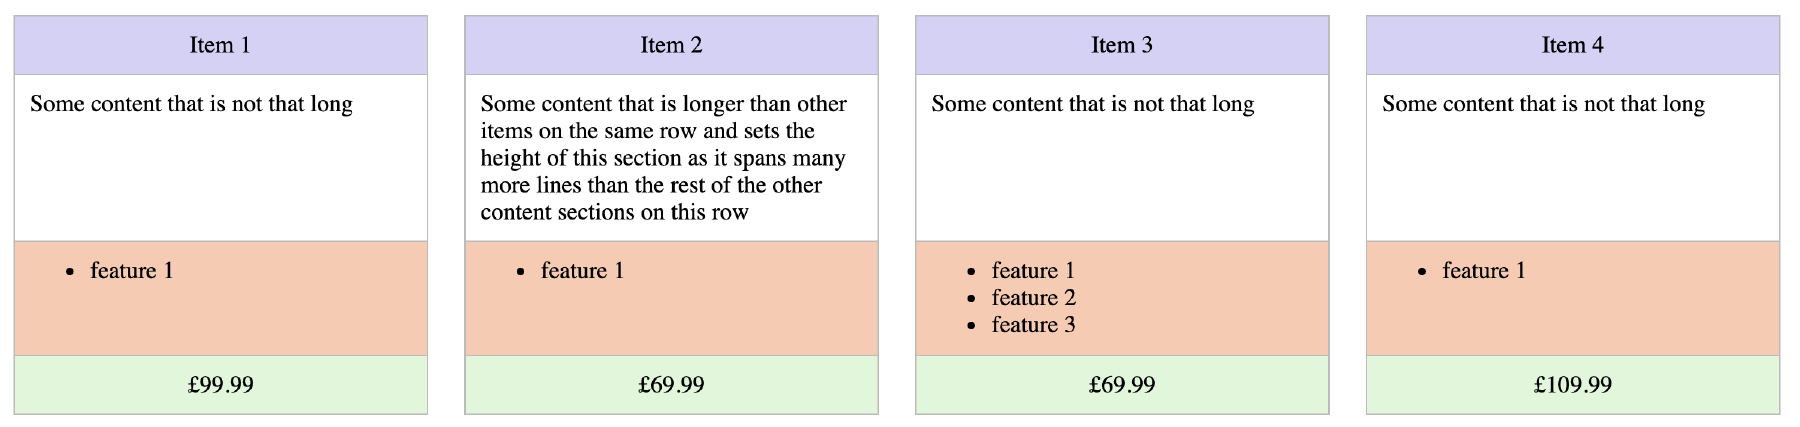 Item 1
Some content that is not that long
• feature 1
£99.99
Item 2
Some content that is longer than other
items on the same row and sets the
height of this section as it spans many
more lines than the rest of the other
content sections on this row
• feature 1
£69.99
Item 3
Some content that is not that long
• feature 1
• feature 2
• feature 3
£69.99
Item 4
Some content that is not that long
• feature 1
£109.99